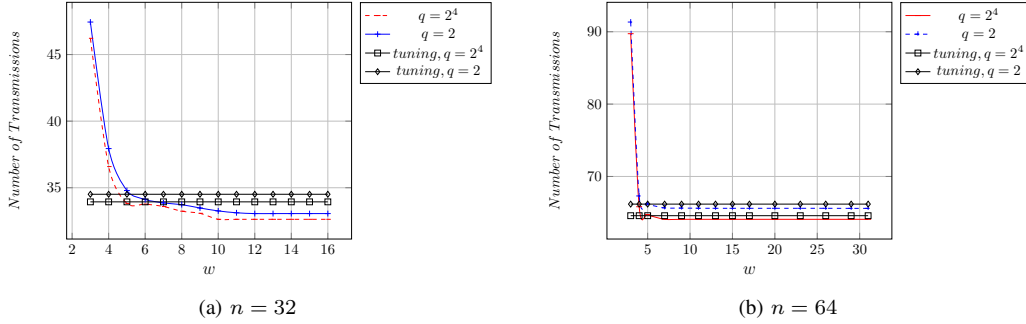 Number of Transmissions
45
40
35
2 4 6 8 10 12 14 16
w
q = 2^4
q = 2
tuning, q = 2^4
tuning, q = 2
(a) n = 32
Number of Transmissions
90
80
70
5 10 15 20 25 30
w
q = 2^4
q = 2
tuning, q = 2^4
tuning, q = 2
(b) n = 64